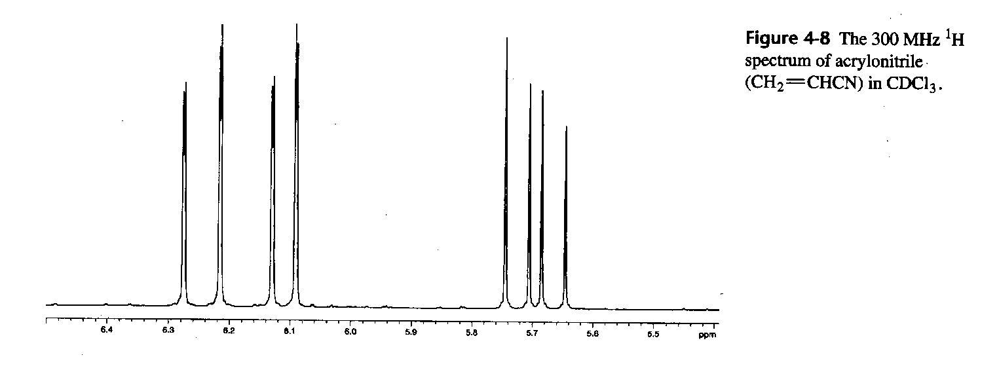 Figure 4-8 The 300 MHz ¹H
spectrum of acrylonitrile
(CH₂=CHCN) in CDCl₃.
6.4 6.3 6.2 6.1 6.0 5.9 5.8 5.7 5.6 5.5 ppm